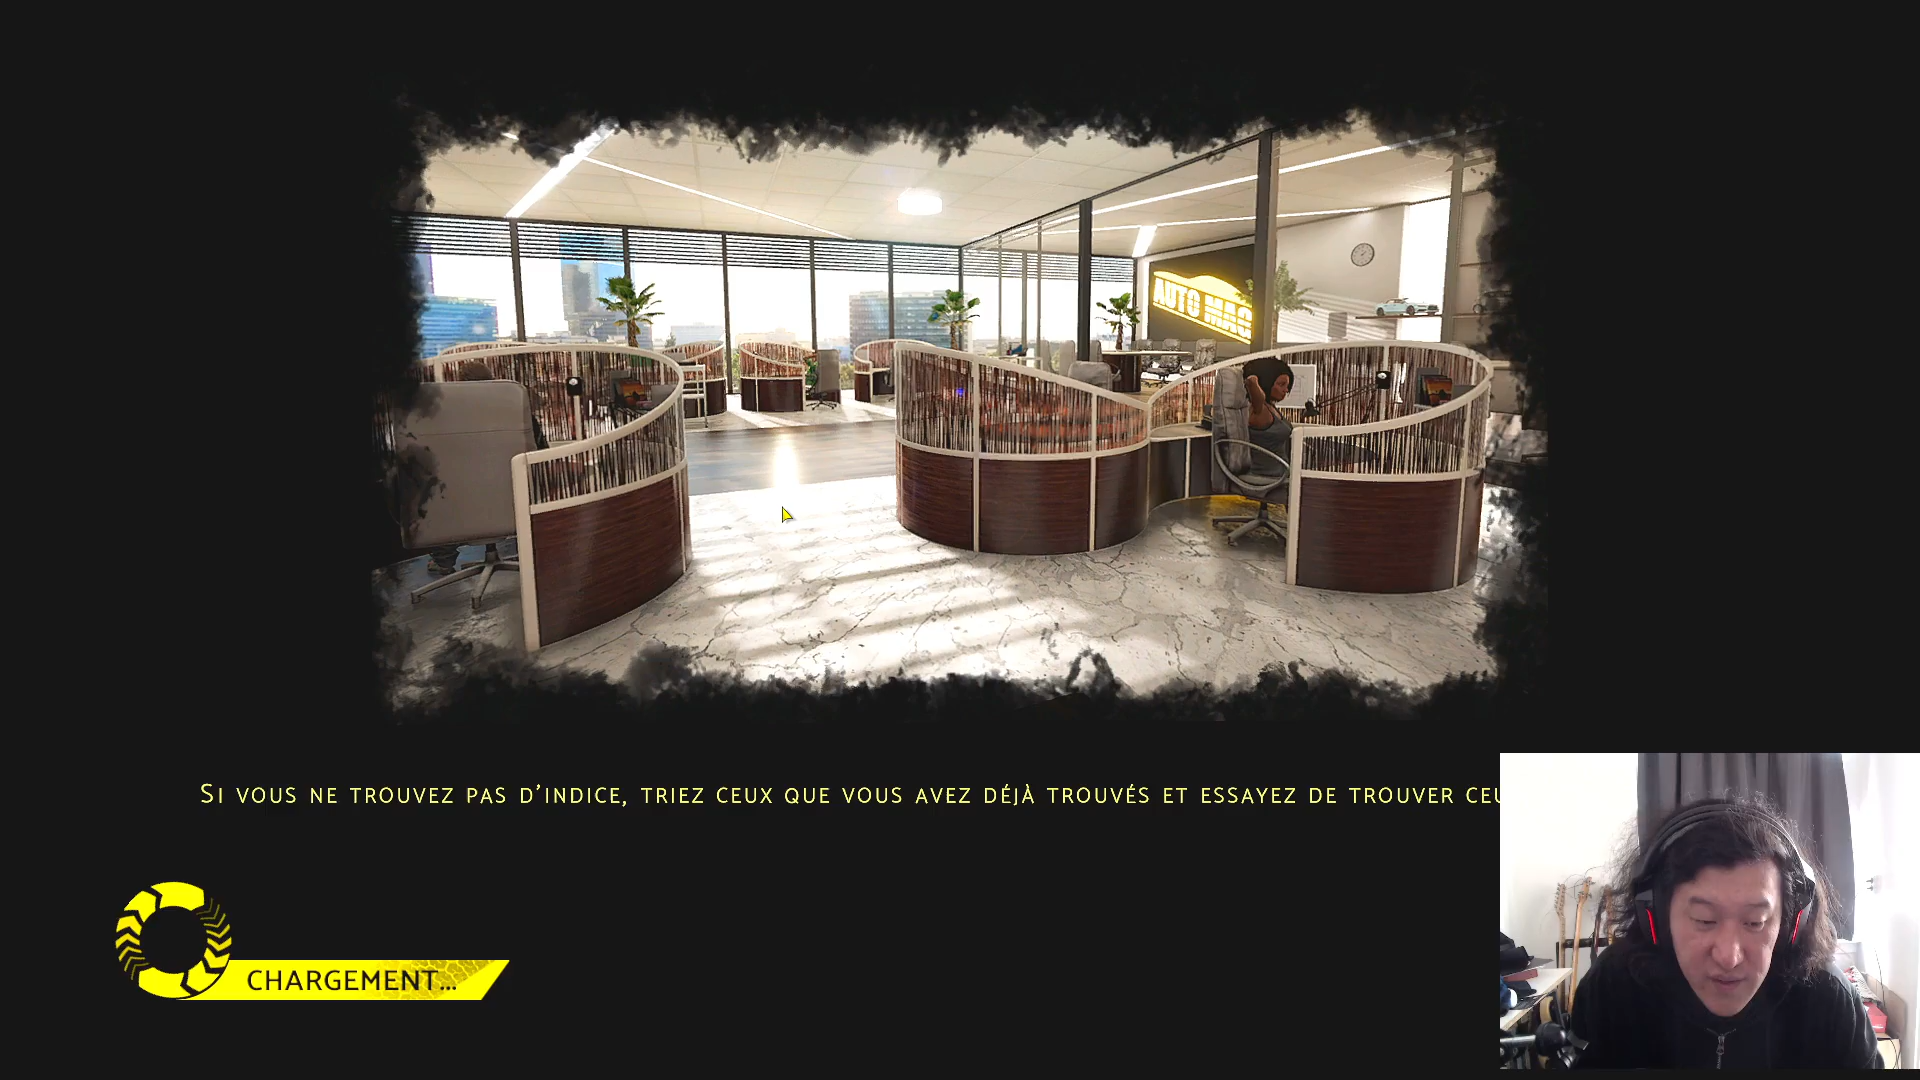 AUTO MAG
SI VOUS NE TROUVEZ PAS D'INDICE, TRIEZ CEUX QUE VOUS AVEZ DÉJÀ TROUVÉS ET ESSAYEZ DE TROUVER
CHARGEMENT...